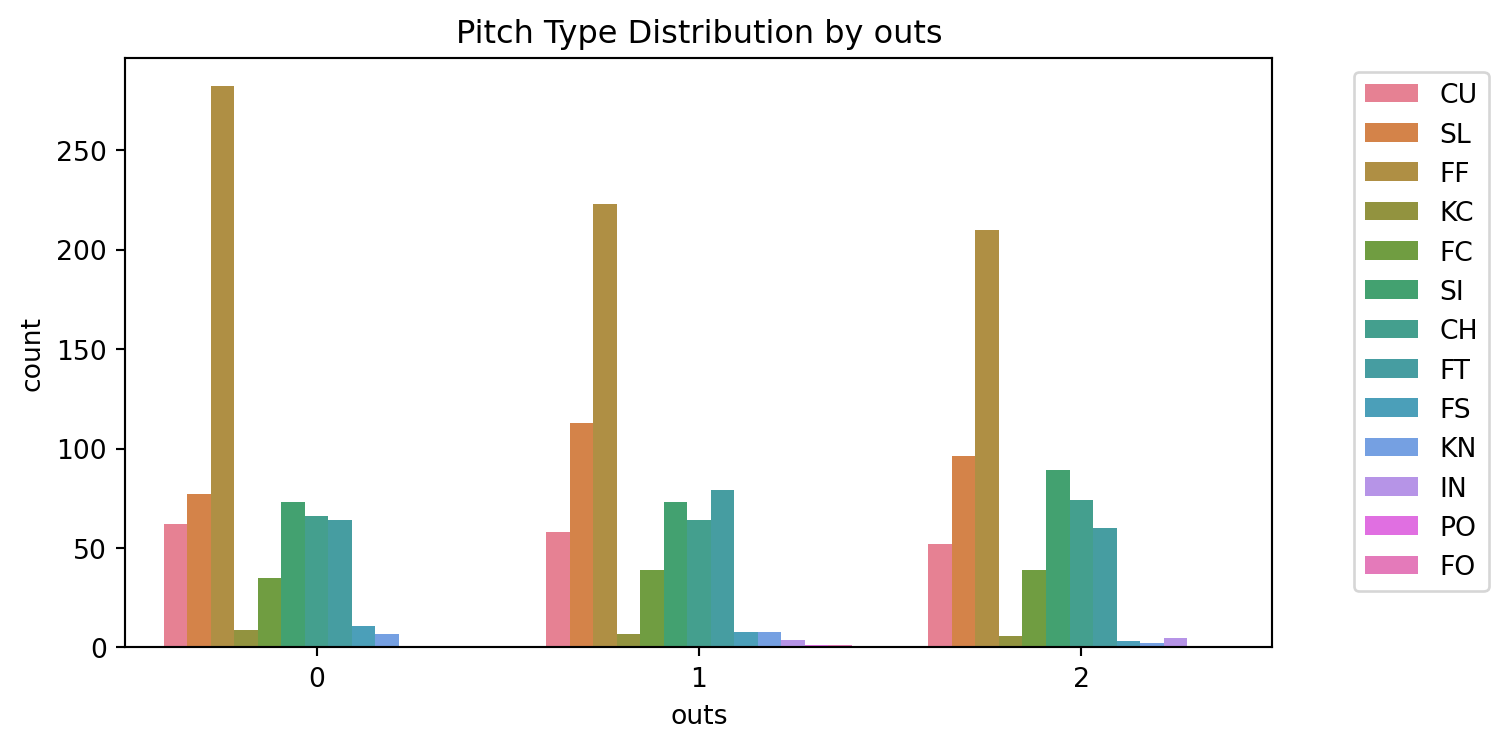 Pitch Type Distribution by outs
250
200
150
100
50
0
count
0
1
2
outs
CU
SL
FF
KC
FC
SI
CH
FT
FS
KN
IN
PO
FO